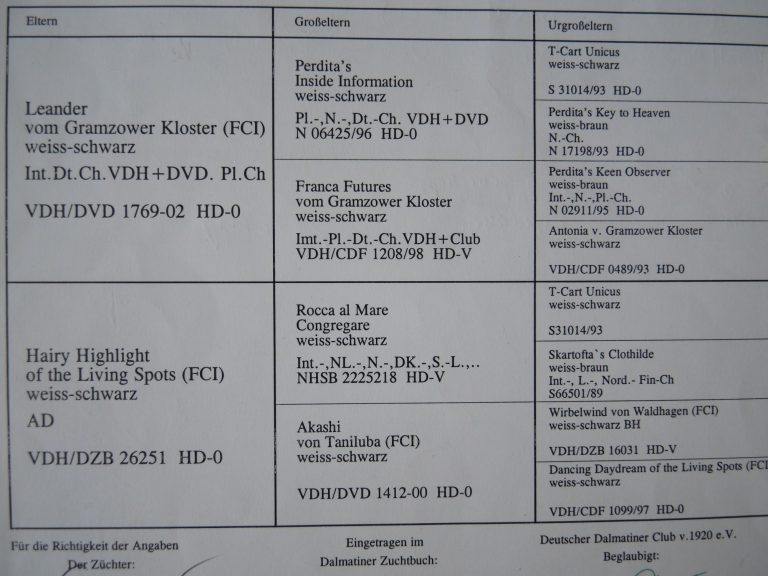 Eltern
Großeltern
Urgroßeltern
Leander
vom Gramzower Kloster (FCI)
weiss-schwarz
Int.Dt.Ch.VDH+DVD. Pl.Ch
VDH/DVD 1769-02 HD-0
Hairy Highlight
of the Living Spots (FCI)
weiss-schwarz
AD
VDH/DZB 26251 HD-0
Perdita's
Inside Information
weiss-schwarz
Pl.-,N.-,Dt.-Ch. VDH+DVD
N 06425/96 HD-0
Franca Futures
vom Gramzower Kloster
weiss-schwarz
Imt.-Pl.-Dt.-Ch.VDH+Club
VDH/CDF 1208/98 HD-V
Rocca al Mare
Congregare
weiss-schwarz
Int.-,NL.-,N.-,DK.-,S.-L.,..
NHSB 2225218 HD-V
Akashi
von Taniluba (FCI)
weiss-schwarz
VDH/DVD 1412-00 HD-0
T-Cart Unicus
weiss-schwarz
S 31014/93 HD-0
Perdita's Key to Heaven
weiss-braun
N.-Ch.
N 17198/93 HD-0
Perdita's Keen Observer
weiss-braun
Int.-,N.-,Pl.-Ch.
N 02911/95 HD-0
Antonia v. Gramzower Kloster
weiss-schwarz
VDH/CDF 0489/93 HD-0
T-Cart Unicus
weiss-schwarz
S31014/93
Skartofta`s Clothilde
weiss-braun
Int.-, L.-, Nord.- Fin-Ch
S66501/89
Wirbelwind von Waldhagen (FCI)
weiss-schwarz BH
VDH/DZB 16031 HD-V
Dancing Daydream of the Living Spots (FCI
weiss-schwarz
VDH/CDF 1099/97 HD-0
Für die Richtigkeit der Angaben
Der Züchter:
Eingetragen im
Dalmatiner Zuchtbuch:
Deutscher Dalmatiner Club v.1920 e.V.
Beglaubigt: